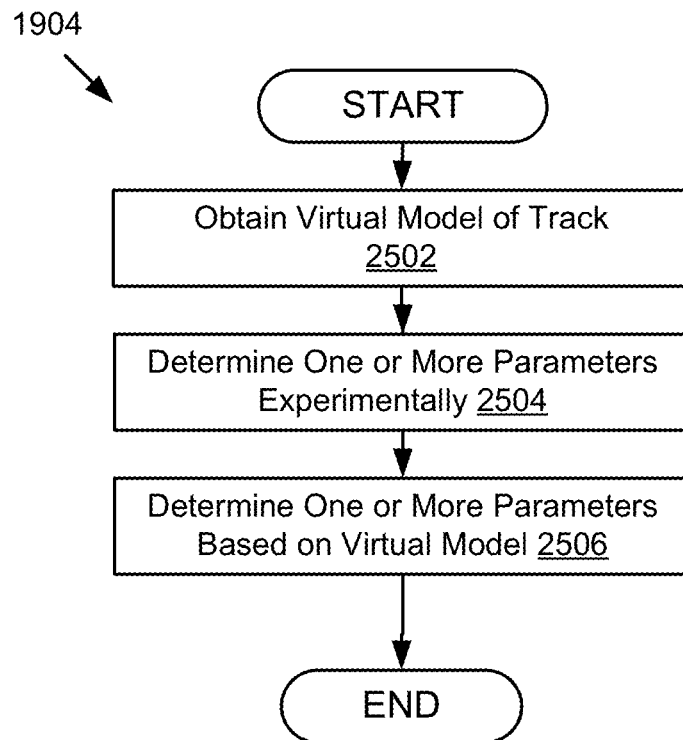 1904
START
Obtain Virtual Model of Track
2502
Determine One or More Parameters
Experimentally 2504
Determine One or More Parameters
Based on Virtual Model 2506
END